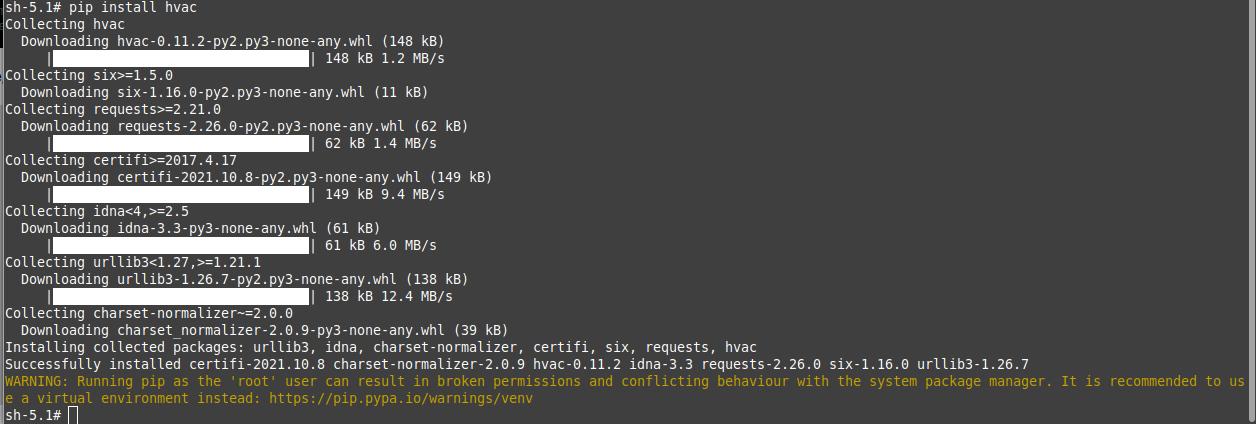 sh-5.1# pip install hvac
Collecting hvac
  Downloading hvac-0.11.2-py2.py3-none-any.whl (148 kB)
     |                                | 148 kB 1.2 MB/s
Collecting six>=1.5.0
  Downloading six-1.16.0-py2.py3-none-any.whl (11 kB)
Collecting requests>=2.21.0
  Downloading requests-2.26.0-py2.py3-none-any.whl (62 kB)
     |                                | 62 kB 1.4 MB/s
Collecting certifi>=2017.4.17
  Downloading certifi-2021.10.8-py2.py3-none-any.whl (149 kB)
     |                                | 149 kB 9.4 MB/s
Collecting idna<4,>=2.5
  Downloading idna-3.3-py3-none-any.whl (61 kB)
     |                                | 61 kB 6.0 MB/s
Collecting urllib3<1.27,>=1.21.1
  Downloading urllib3-1.26.7-py2.py3-none-any.whl (138 kB)
     |                                | 138 kB 12.4 MB/s
Collecting charset-normalizer~=2.0.0
  Downloading charset_normalizer-2.0.9-py3-none-any.whl (39 kB)
Installing collected packages: urllib3, idna, charset-normalizer, certifi, six, requests, hvac
Successfully installed certifi-2021.10.8 charset-normalizer-2.0.9 hvac-0.11.2 idna-3.3 requests-2.26.0 six-1.16.0 urllib3-1.26.7
WARNING: Running pip as the 'root' user can result in broken permissions and conflicting behaviour with the system package manager. It is recommended to us
e a virtual environment instead: https://pip.pypa.io/warnings/venv
sh-5.1#